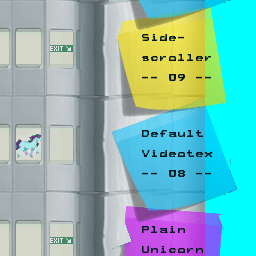 EXIT
Side-
scroller
-- 09 --
Default
Videotex
-- 08 --
EXIT
Plain
Unicorn